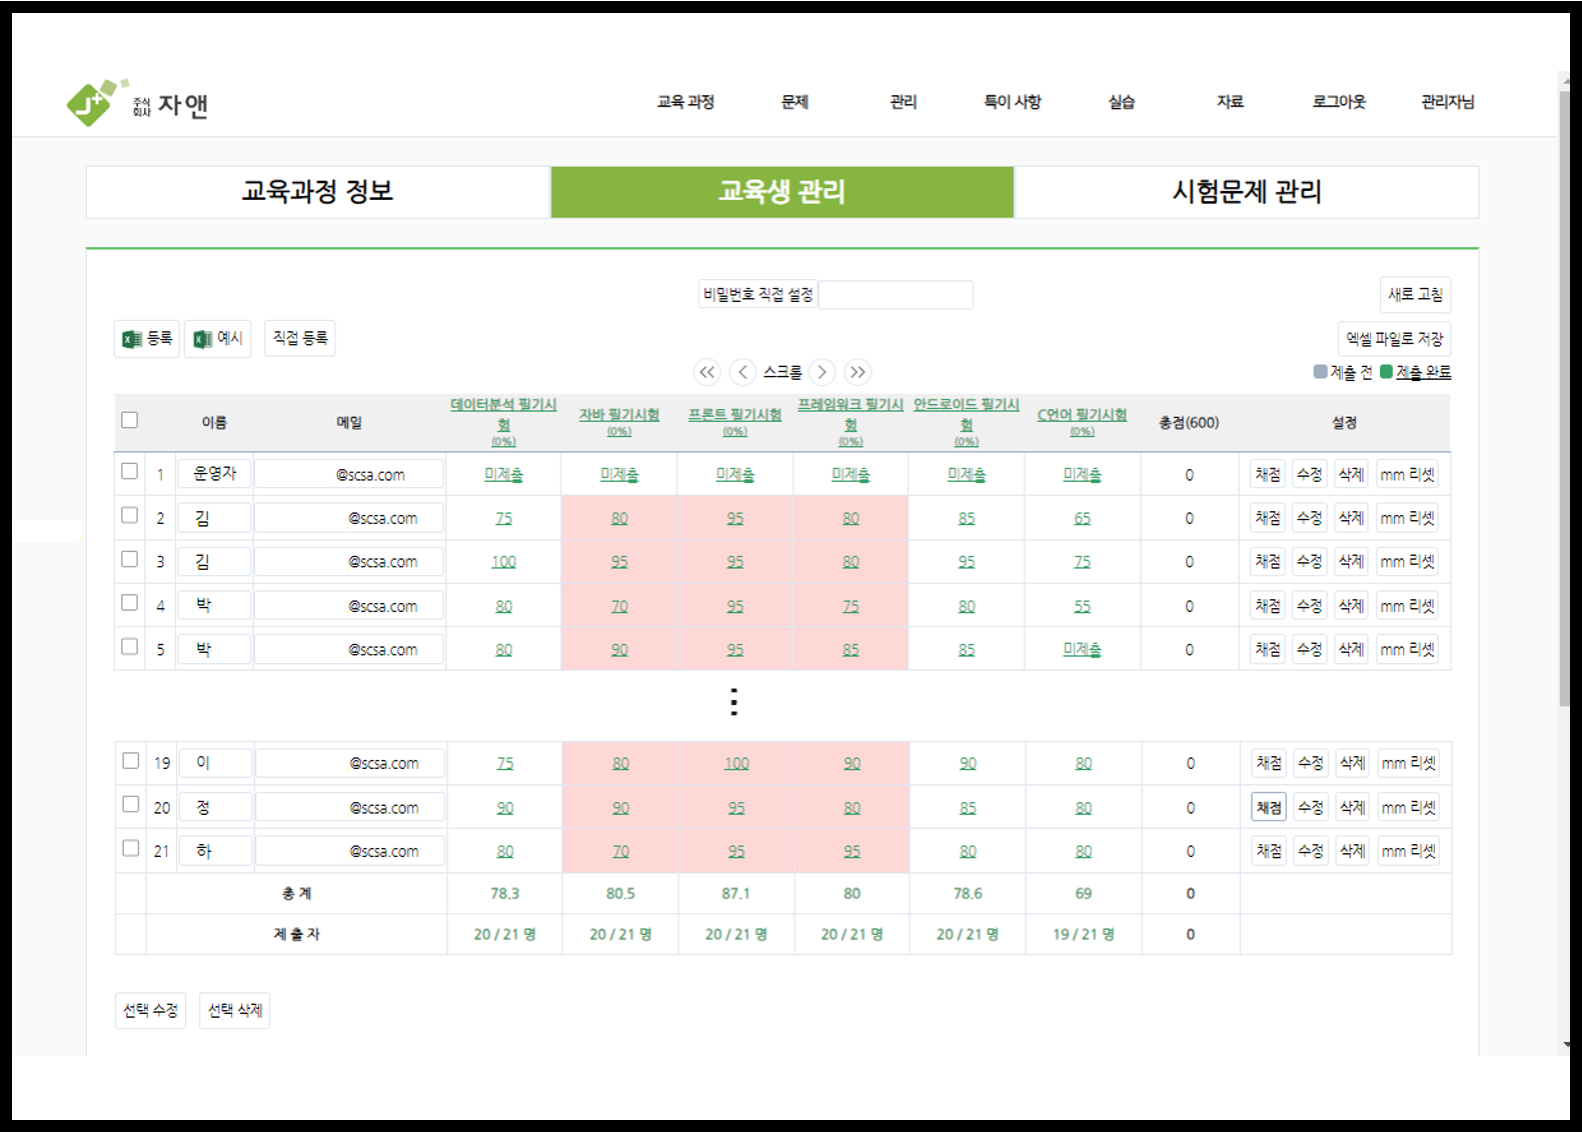 J+ 주식회사 자앤
교육 과정 문제 관리 특이 사항 실습 자료 로그아웃 관리자님
교육과정 정보 교육생 관리 시험문제 관리
비밀번호 직접 설정 새로 고침
등록 예시 직접 등록 엑셀 파일로 저장
<< < 스크롤 > >> 제출 전 제출 완료
이름 메일 데이터분석 필기시험 (0%) 자바 필기시험 (0%) 프론트 필기시험 (0%) 프레임워크 필기시험 (0%) 안드로이드 필기시험 (0%) C언어 필기시험 (0%) 총점(600) 설정
1 운영자 @scsa.com 미제출 미제출 미제출 미제출 미제출 미제출 0 채점 수정 삭제 mm 리셋
2 김 @scsa.com 75 80 95 80 85 65 0 채점 수정 삭제 mm 리셋
3 김 @scsa.com 100 95 95 80 95 75 0 채점 수정 삭제 mm 리셋
4 박 @scsa.com 80 70 95 75 80 55 0 채점 수정 삭제 mm 리셋
5 박 @scsa.com 80 90 95 85 85 미제출 0 채점 수정 삭제 mm 리셋
⋮
19 이 @scsa.com 75 80 100 90 90 80 0 채점 수정 삭제 mm 리셋
20 정 @scsa.com 90 90 95 80 85 80 0 채점 수정 삭제 mm 리셋
21 하 @scsa.com 80 70 95 95 80 80 0 채점 수정 삭제 mm 리셋
총 계 78.3 80.5 87.1 80 78.6 69 0
제 출 자 20 / 21 명 20 / 21 명 20 / 21 명 20 / 21 명 20 / 21 명 19 / 21 명 0
선택 수정 선택 삭제